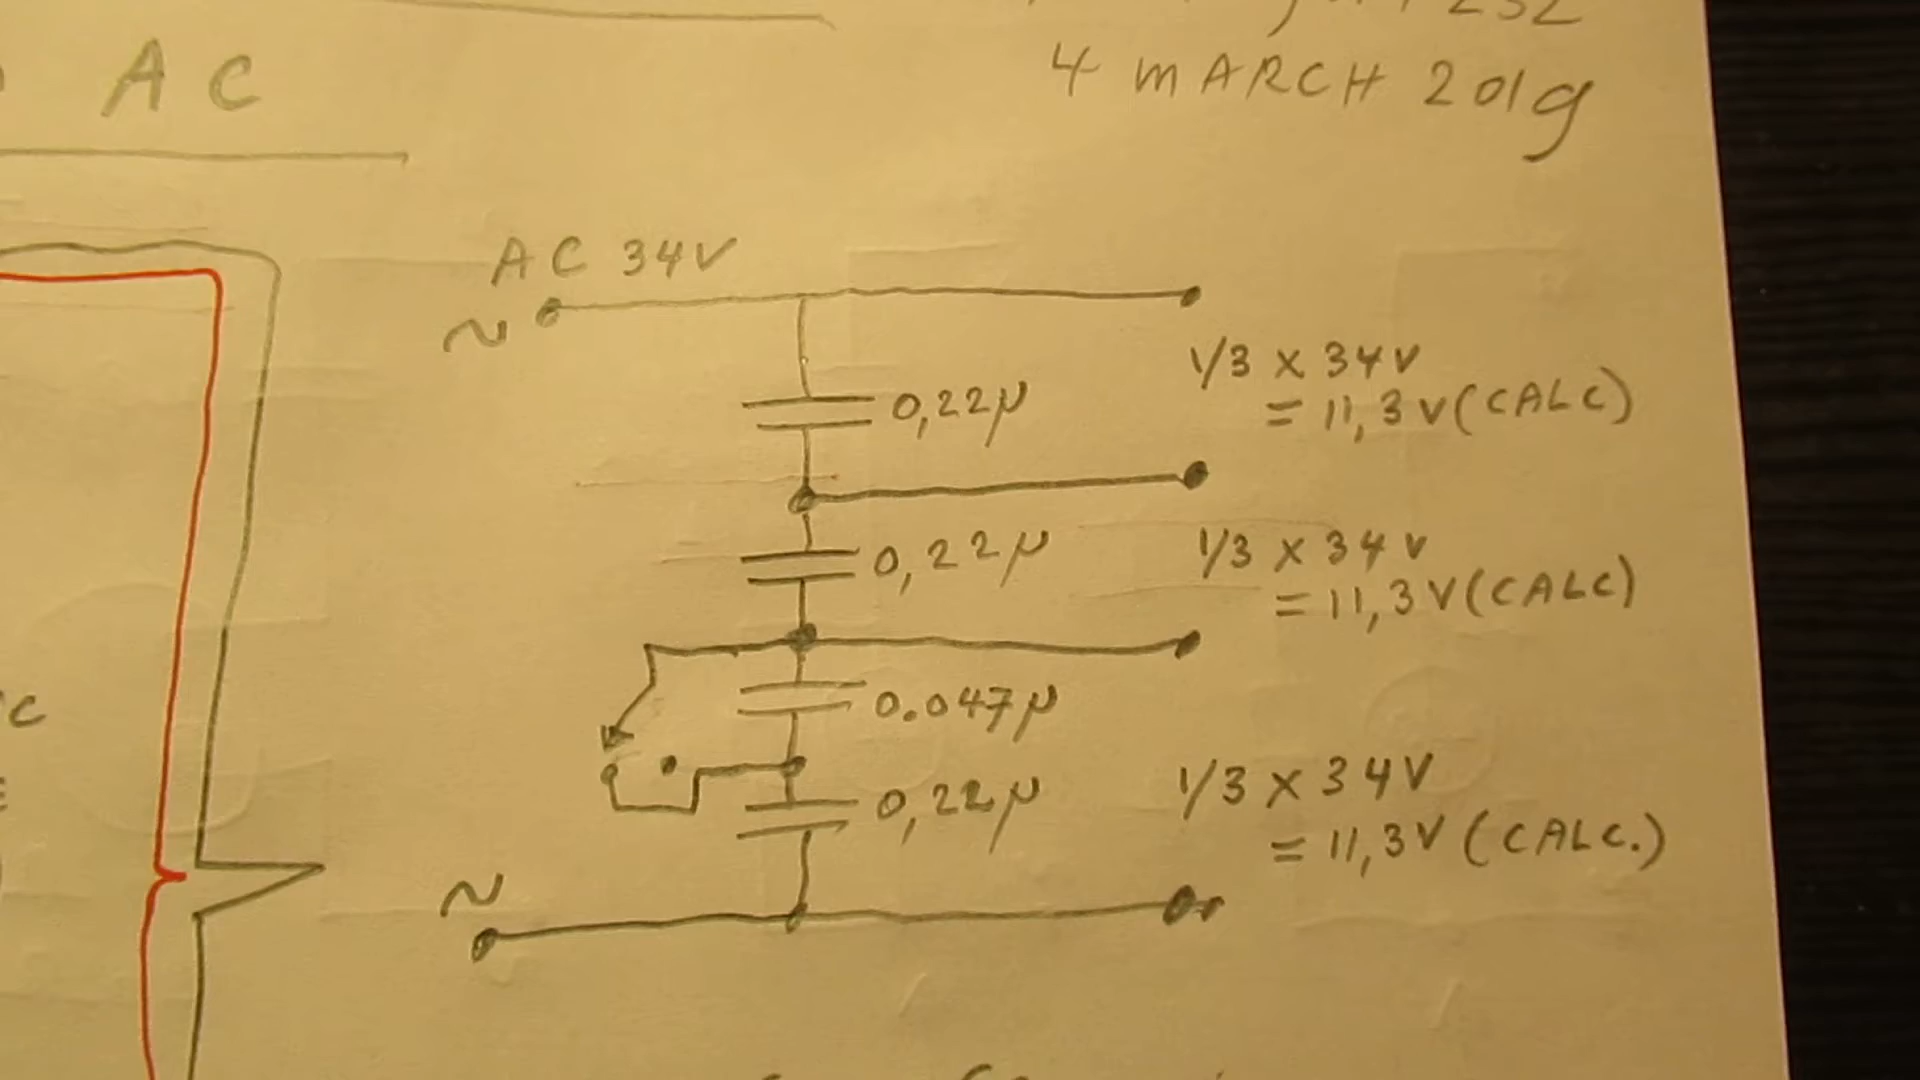 232
4 MARCH 2019
AC
AC 34V
~
1/3 x 34V
= 11,3V (CALC)
0,22µ
1/3 x 34V
= 11,3V (CALC)
0,22µ
0.047µ
1/3 x 34V
= 11,3V (CALC.)
0,22µ
~
C